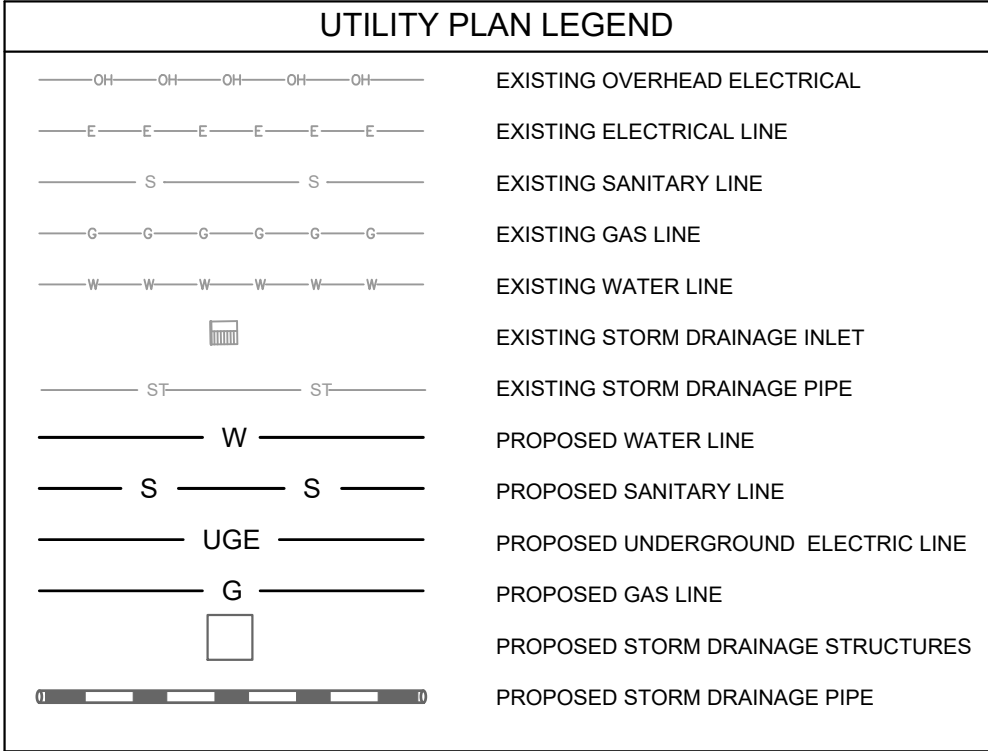 UTILITY PLAN LEGEND
OH OH OH OH OH EXISTING OVERHEAD ELECTRICAL
E E E E E E EXISTING ELECTRICAL LINE
S S EXISTING SANITARY LINE
G G G G G G EXISTING GAS LINE
W W W W W W EXISTING WATER LINE
EXISTING STORM DRAINAGE INLET
ST ST EXISTING STORM DRAINAGE PIPE
W PROPOSED WATER LINE
S S PROPOSED SANITARY LINE
UGE PROPOSED UNDERGROUND ELECTRIC LINE
G PROPOSED GAS LINE
PROPOSED STORM DRAINAGE STRUCTURES
PROPOSED STORM DRAINAGE PIPE